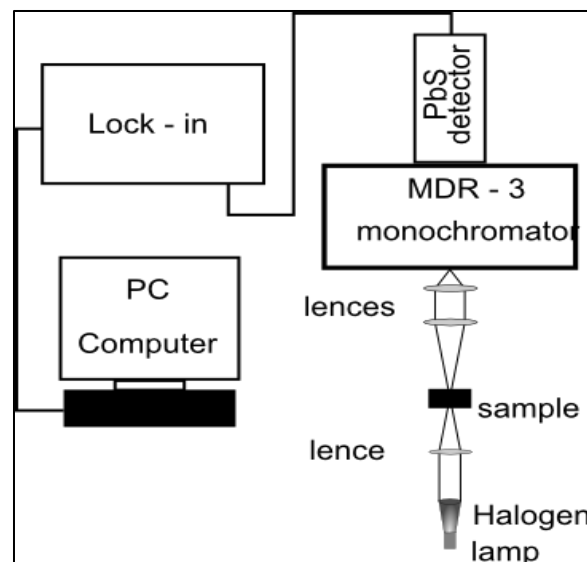 PbS
detector
Lock - in
MDR - 3
monochromator
PC
Computer
lences
sample
lence
Halogen
lamp